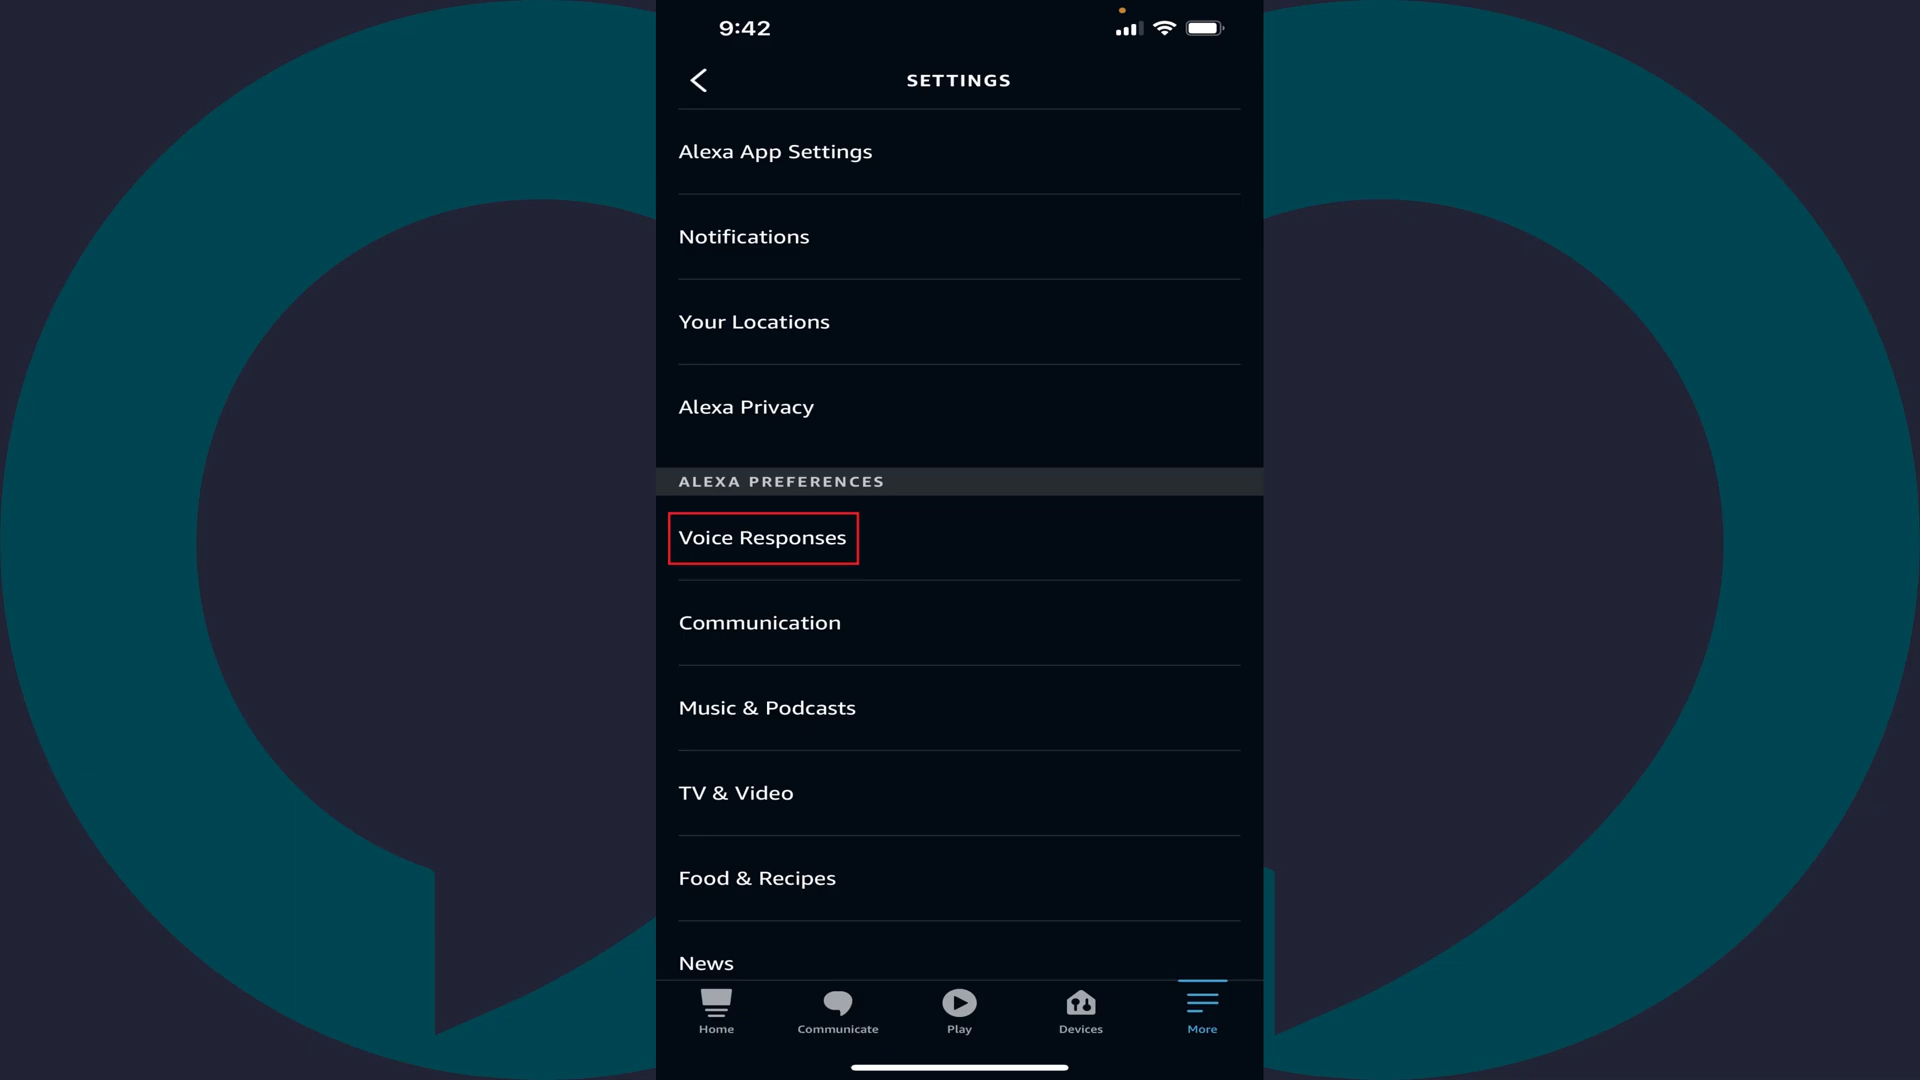 9:42
SETTINGS
Alexa App Settings
Notifications
Your Locations
Alexa Privacy
ALEXA PREFERENCES
Voice Responses
Communication
Music & Podcasts
TV & Video
Food & Recipes
News
Home Communicate Play Devices More